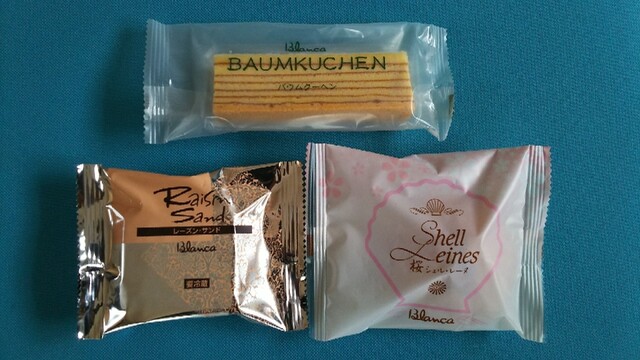 Blanca
BAUMKUCHEN
バウムクーヘン
Raisin
Sand
レーズン・サンド
Blanca
要冷蔵
Shell
Leines
桜 シェル・レーヌ
Blanca